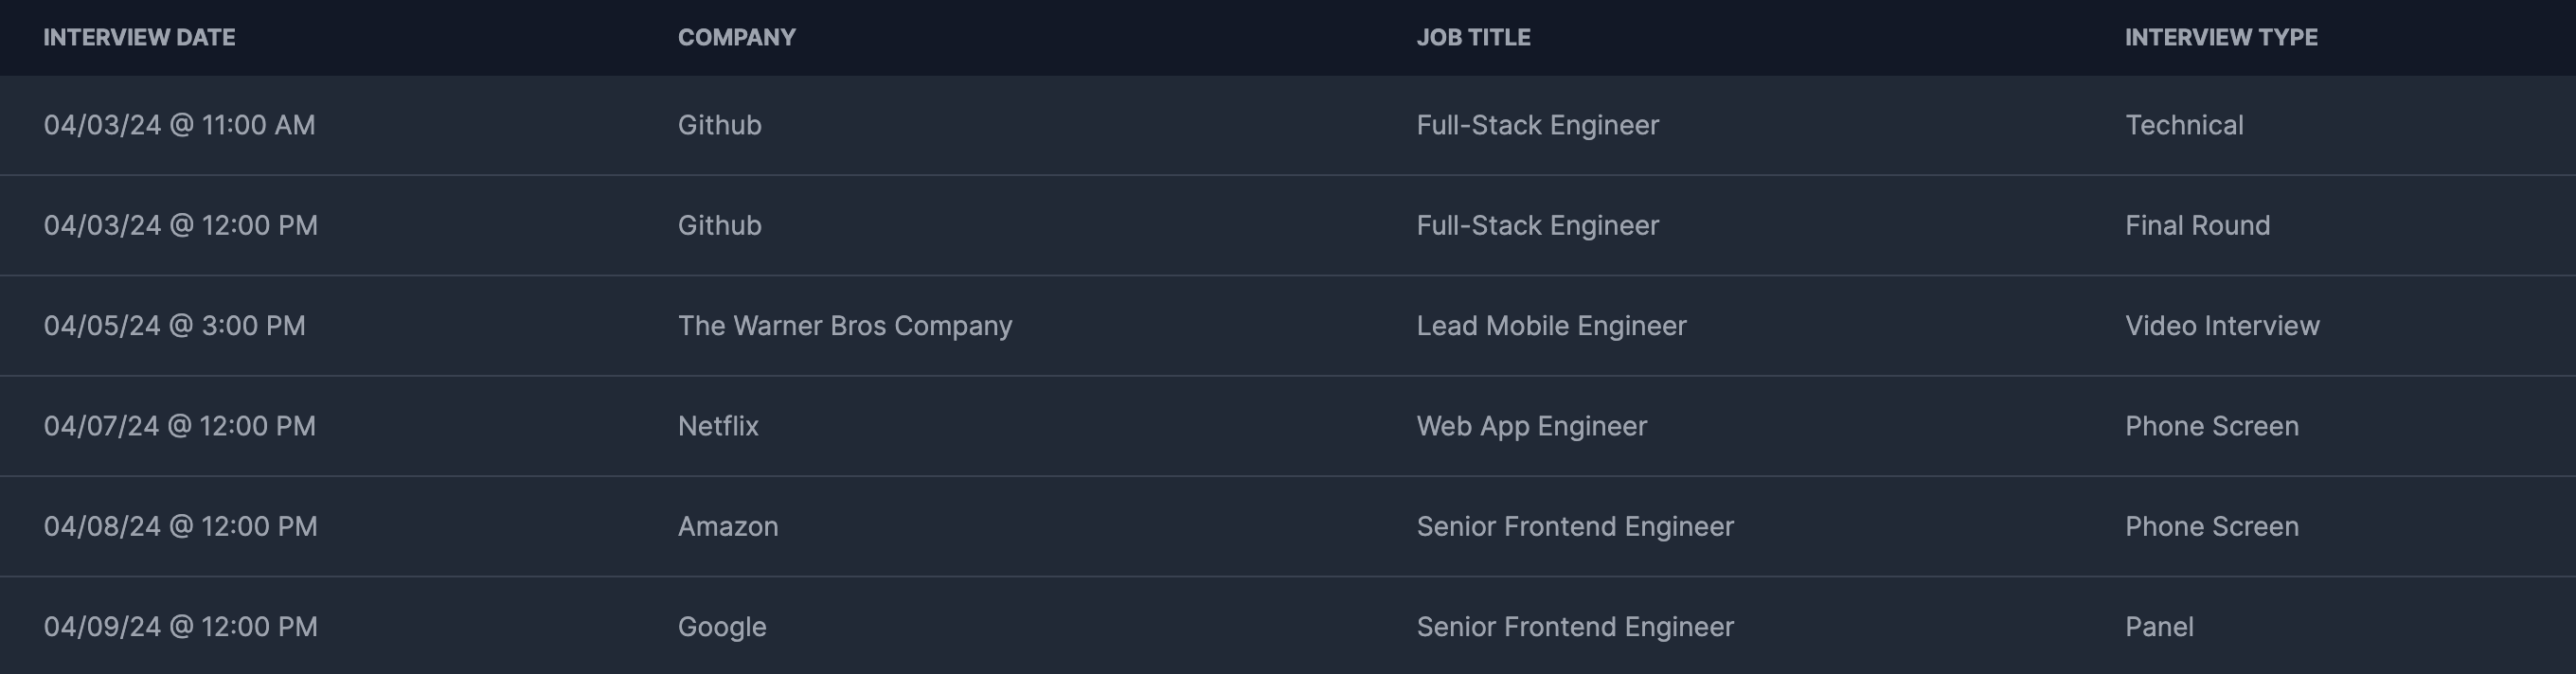 INTERVIEW DATE COMPANY JOB TITLE INTERVIEW TYPE
04/03/24 @ 11:00 AM Github Full-Stack Engineer Technical
04/03/24 @ 12:00 PM Github Full-Stack Engineer Final Round
04/05/24 @ 3:00 PM The Warner Bros Company Lead Mobile Engineer Video Interview
04/07/24 @ 12:00 PM Netflix Web App Engineer Phone Screen
04/08/24 @ 12:00 PM Amazon Senior Frontend Engineer Phone Screen
04/09/24 @ 12:00 PM Google Senior Frontend Engineer Panel